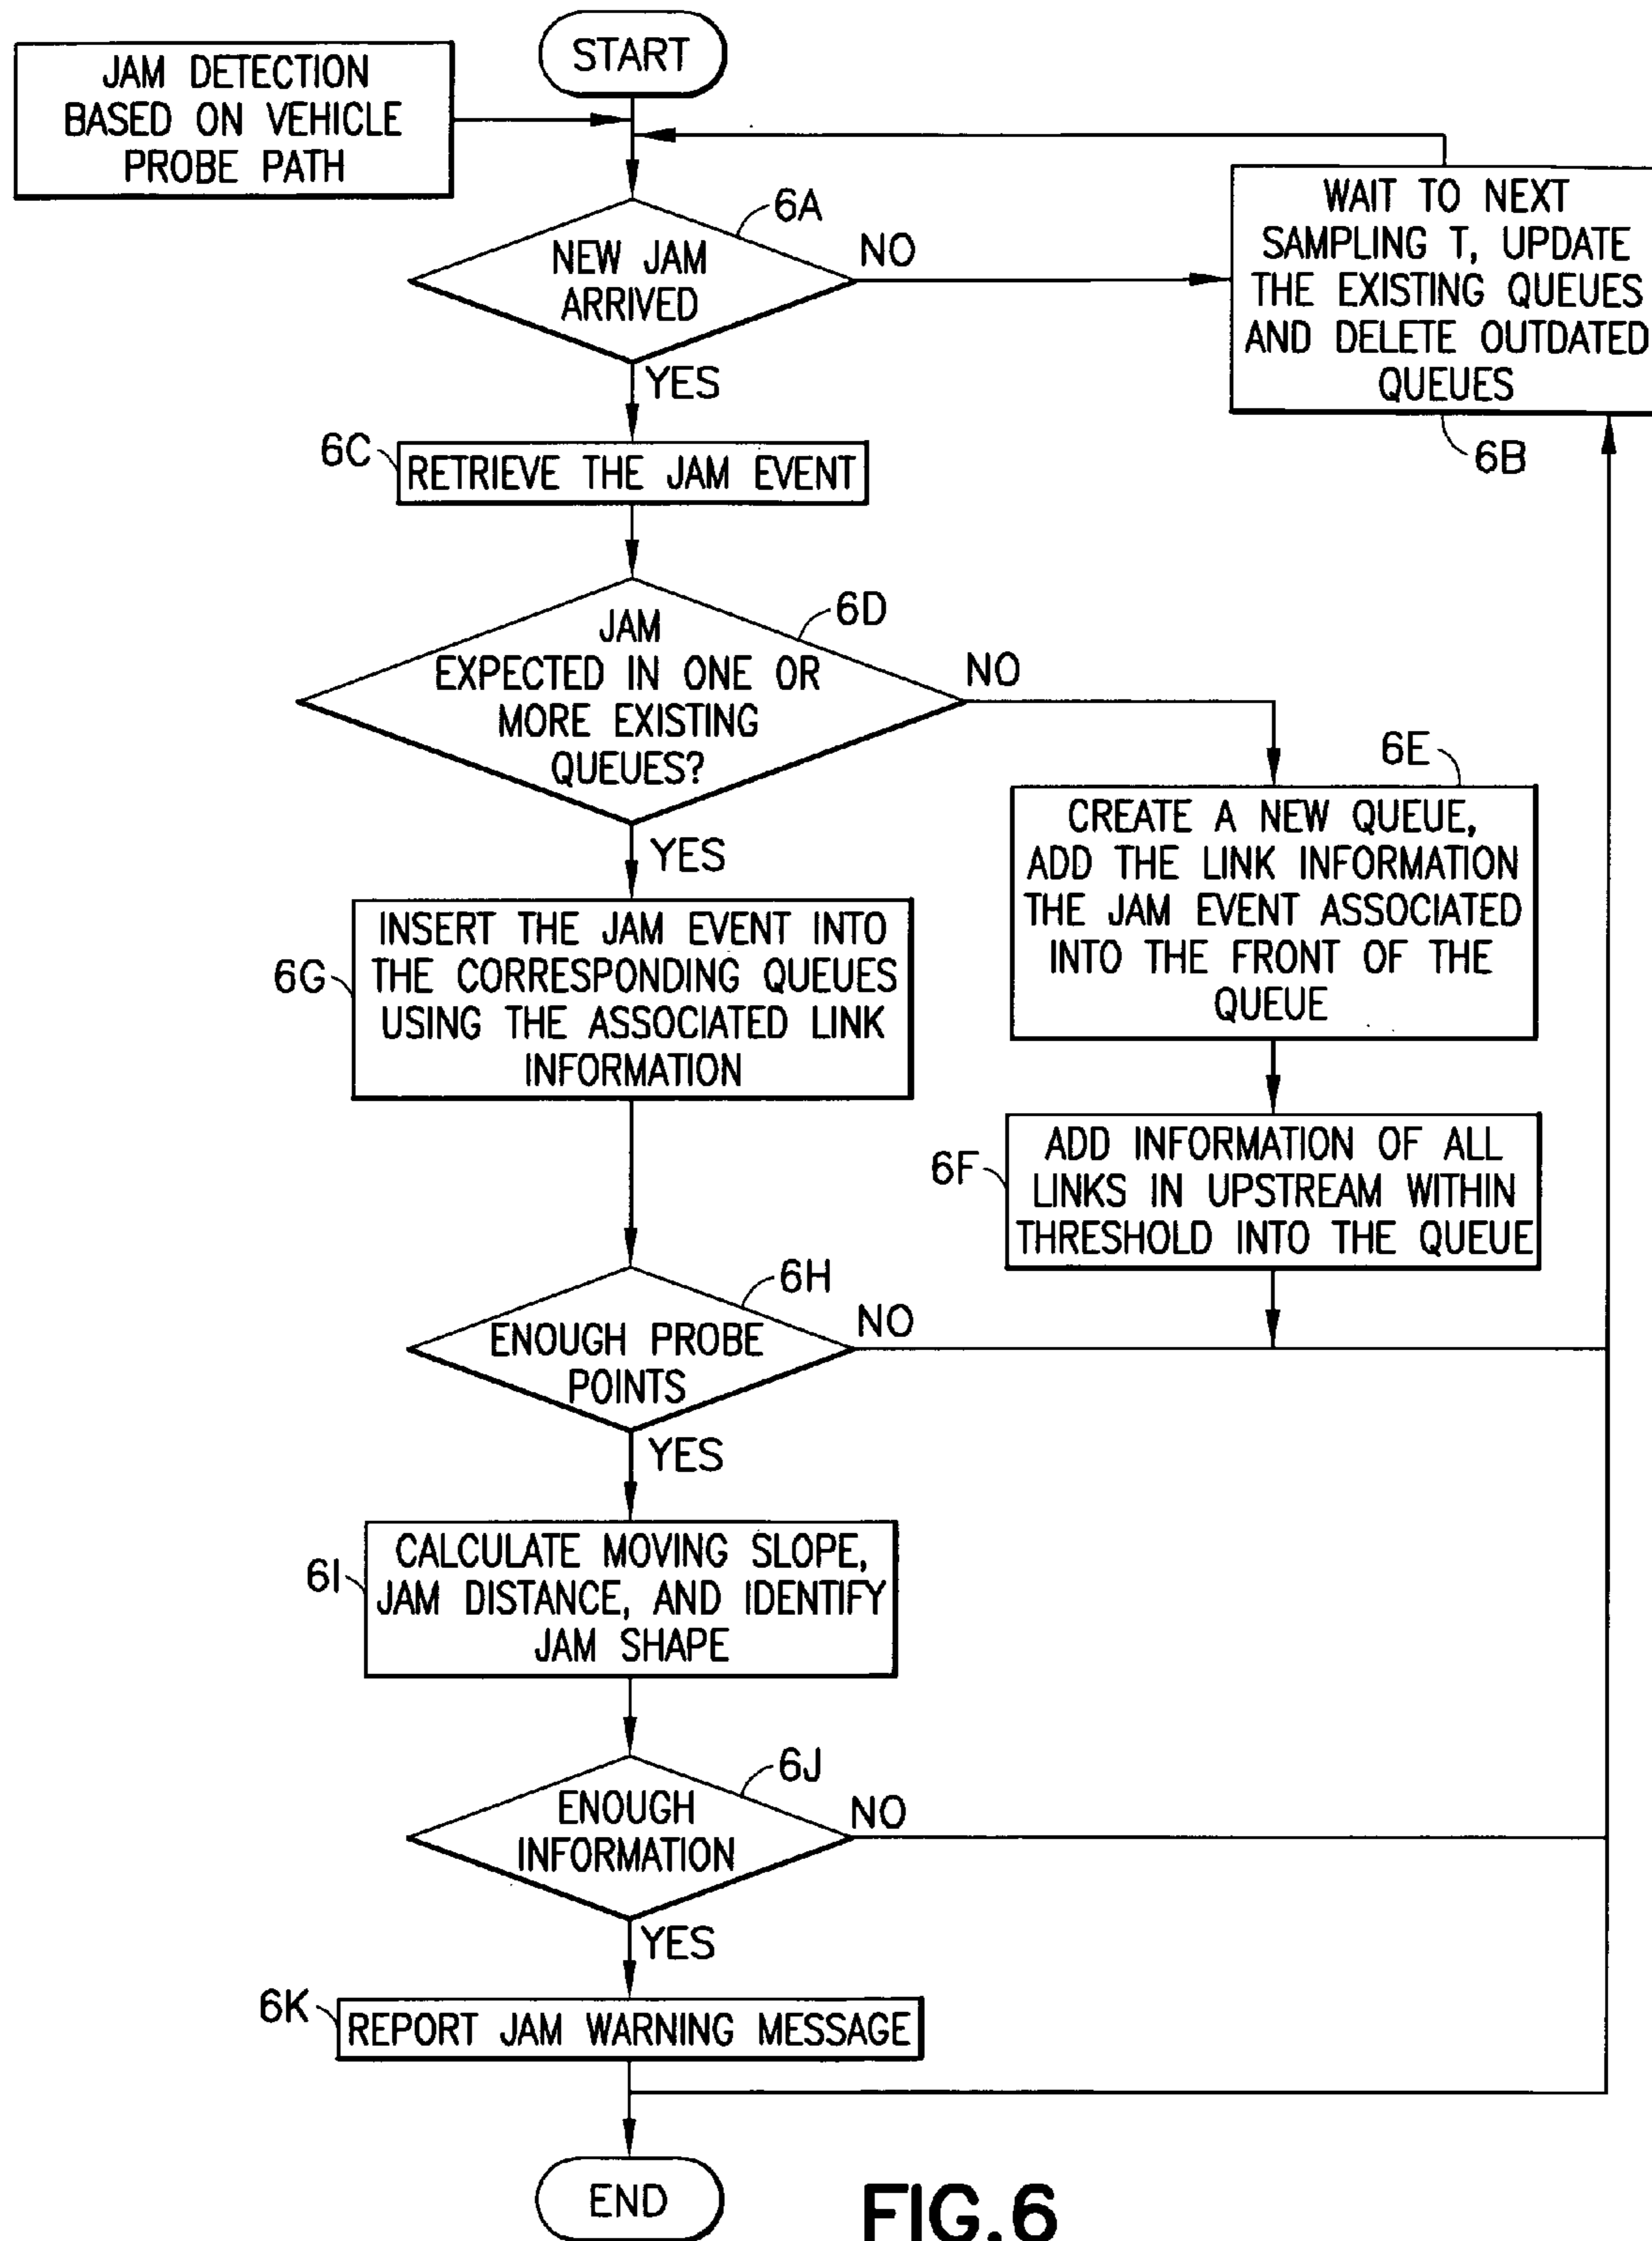 START
JAM DETECTION
BASED ON VEHICLE
PROBE PATH
6A
NEW JAM
ARRIVED
NO
YES
WAIT TO NEXT
SAMPLING T, UPDATE
THE EXISTING QUEUES
AND DELETE OUTDATED
QUEUES
6B
6C
RETRIEVE THE JAM EVENT
6D
JAM
EXPECTED IN ONE OR
MORE EXISTING
QUEUES?
NO
YES
6E
CREATE A NEW QUEUE,
ADD THE LINK INFORMATION
THE JAM EVENT ASSOCIATED
INTO THE FRONT OF THE
QUEUE
6G
INSERT THE JAM EVENT INTO
THE CORRESPONDING QUEUES
USING THE ASSOCIATED LINK
INFORMATION
6F
ADD INFORMATION OF ALL
LINKS IN UPSTREAM WITHIN
THRESHOLD INTO THE QUEUE
6H
ENOUGH PROBE
POINTS
NO
YES
6I
CALCULATE MOVING SLOPE,
JAM DISTANCE, AND IDENTIFY
JAM SHAPE
6J
ENOUGH
INFORMATION
NO
YES
6K
REPORT JAM WARNING MESSAGE
END
FIG.6